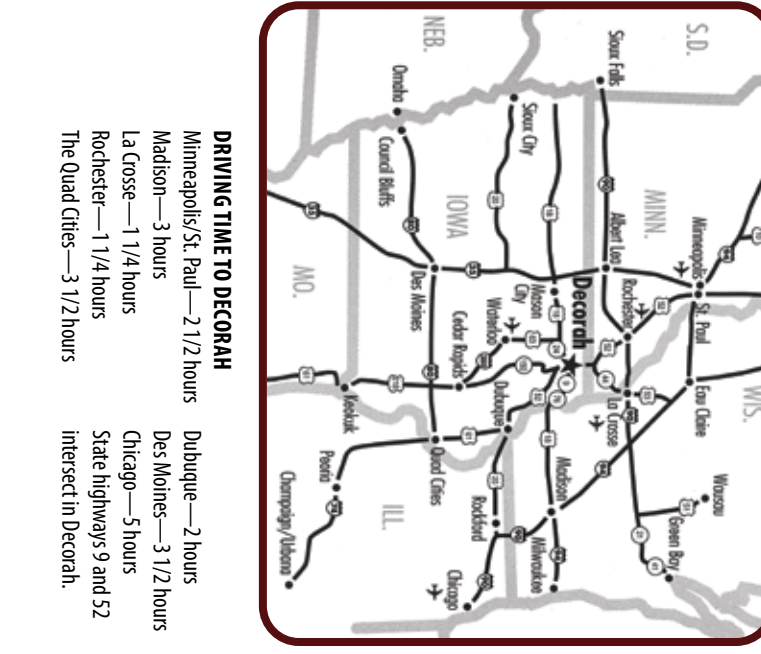 S.D.
MINN.
WIS.
NEB.
IOWA
MO.
ILL.
Minneapolis
St. Paul
Eau Claire
Wausau
Green Bay
Sioux Falls
Albert Lea
Rochester
La Crosse
Decorah
Mason
City
Sioux City
Waterloo
Dubuque
Madison
Milwaukee
Rockford
Chicago
Omaha
Council Bluffs
Des Moines
Cedar Rapids
Quad Cities
Keokuk
Peoria
Champaign/Urbana
DRIVING TIME TO DECORAH
Minneapolis/St. Paul—2 1/2 hours
Madison—3 hours
La Crosse—1 1/4 hours
Rochester—1 1/4 hours
The Quad Cities—3 1/2 hours
Dubuque—2 hours
Des Moines—3 1/2 hours
Chicago—5 hours
State highways 9 and 52
intersect in Decorah.